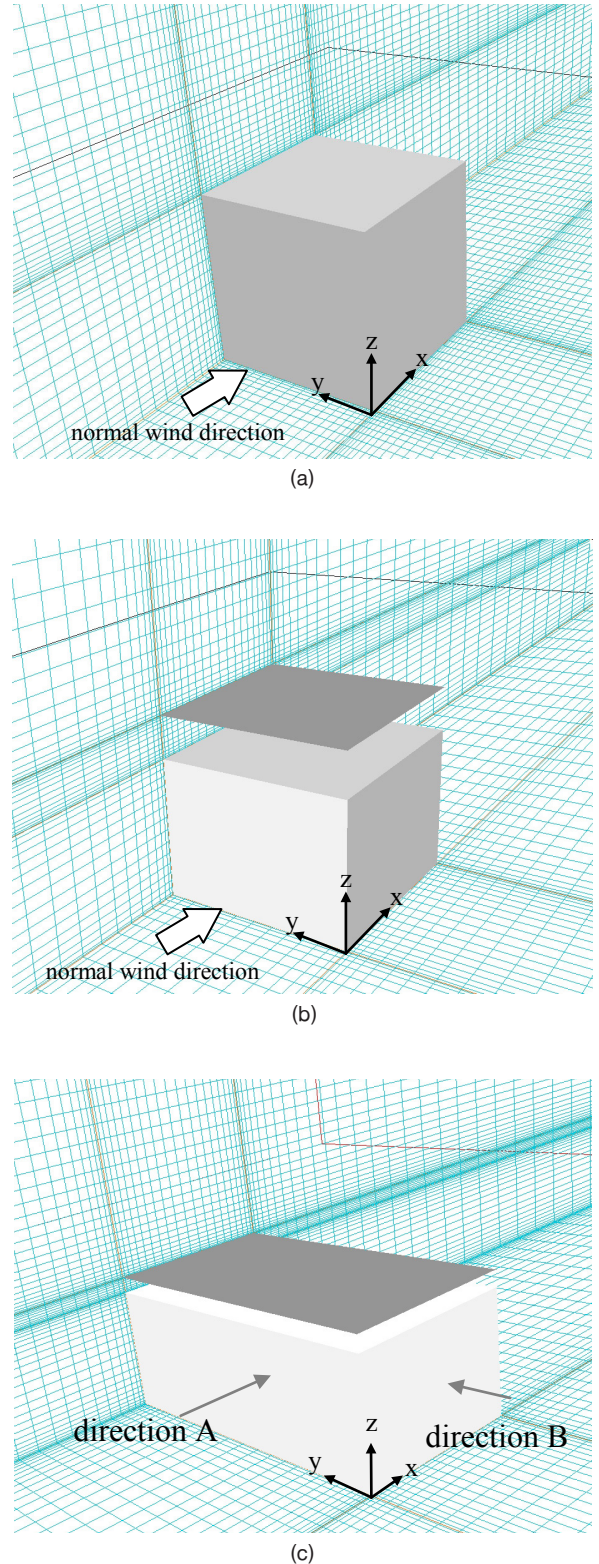 z
x
y
normal wind direction
(a)
z
x
y
normal wind direction
(b)
direction A
direction B
z
y
x
(c)